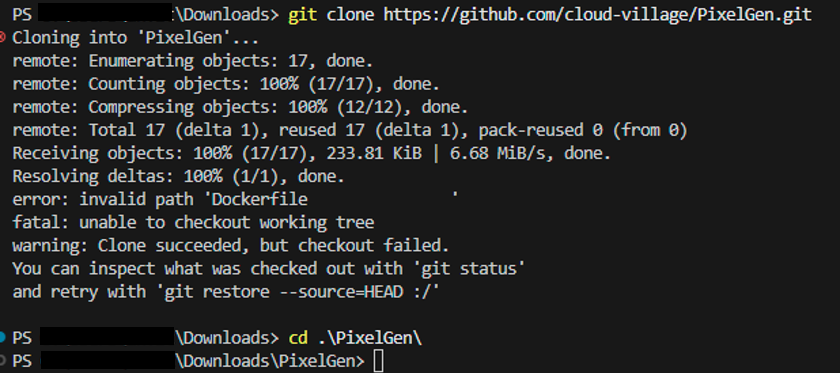 PS \Downloads> git clone https://github.com/cloud-village/PixelGen.git
Cloning into 'PixelGen'...
remote: Enumerating objects: 17, done.
remote: Counting objects: 100% (17/17), done.
remote: Compressing objects: 100% (12/12), done.
remote: Total 17 (delta 1), reused 17 (delta 1), pack-reused 0 (from 0)
Receiving objects: 100% (17/17), 233.81 KiB | 6.68 MiB/s, done.
Resolving deltas: 100% (1/1), done.
error: invalid path 'Dockerfile                '
fatal: unable to checkout working tree
warning: Clone succeeded, but checkout failed.
You can inspect what was checked out with 'git status'
and retry with 'git restore --source=HEAD :/'
PS \Downloads> cd .\PixelGen\
PS \Downloads\PixelGen>